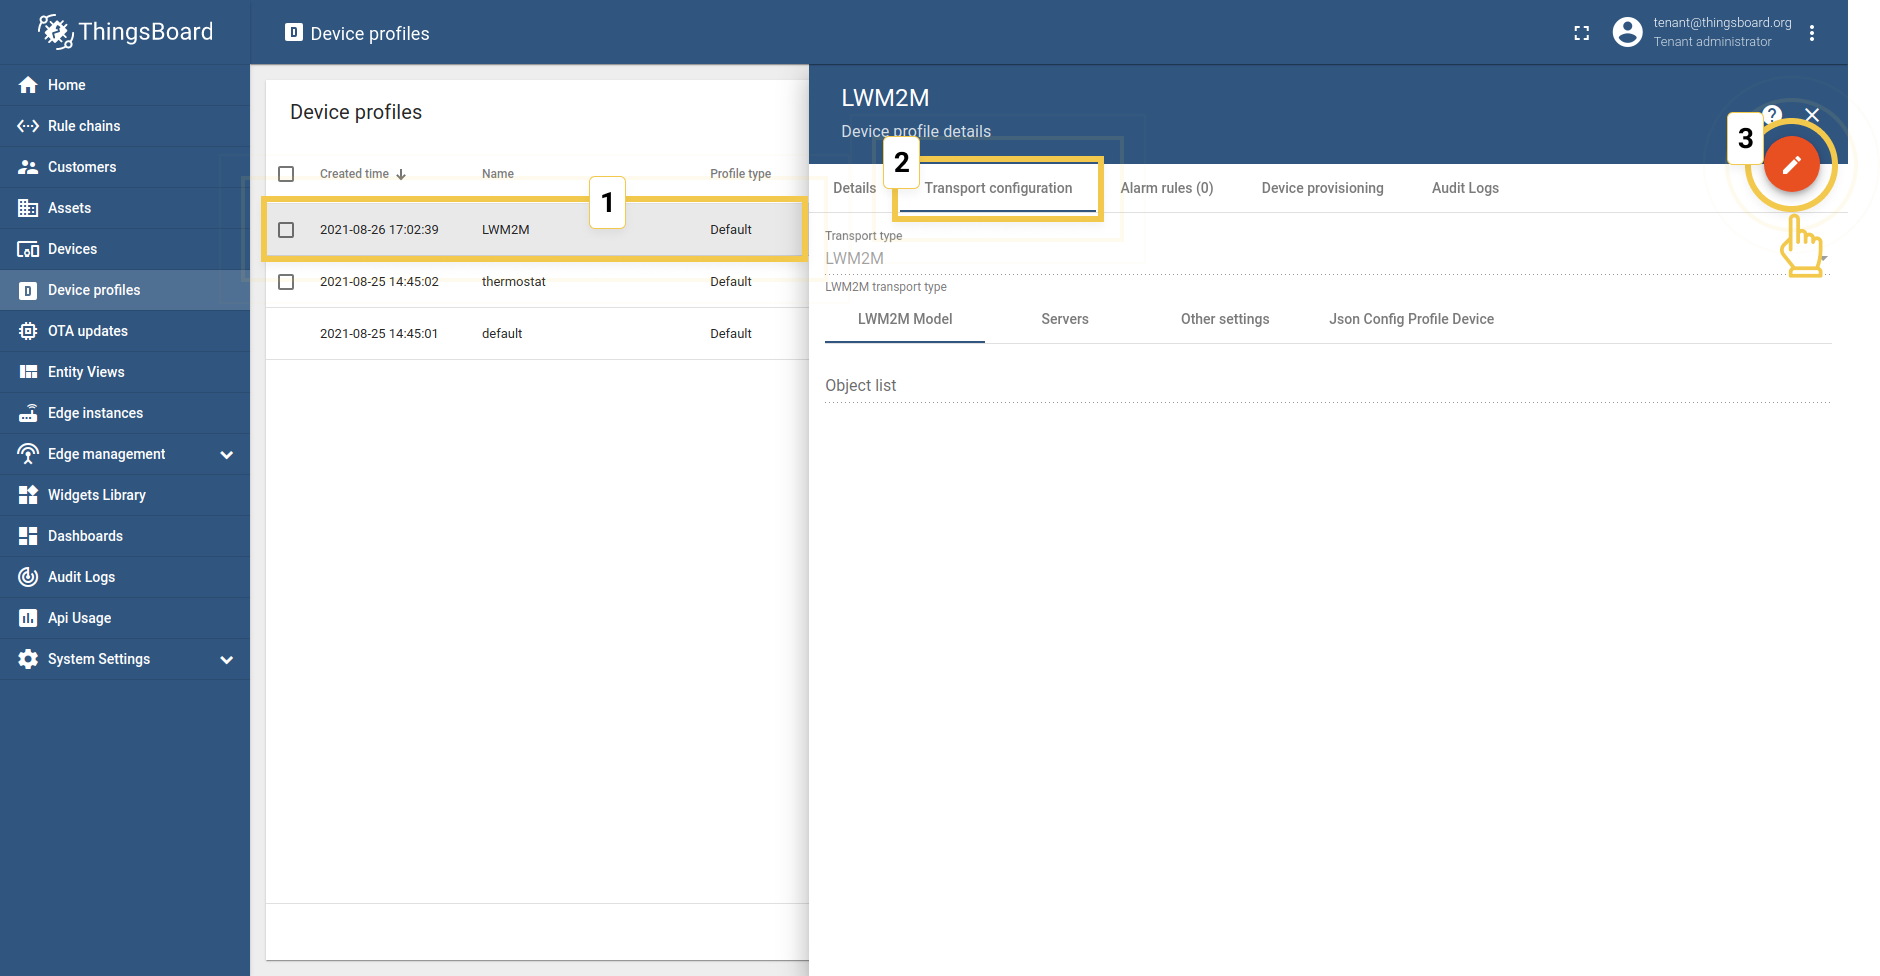 ThingsBoard
Device profiles
tenant@thingsboard.org
Tenant administrator
Home
Rule chains
Customers
Assets
Devices
Device profiles
OTA updates
Entity Views
Edge instances
Edge management
Widgets Library
Dashboards
Audit Logs
Api Usage
System Settings
Device profiles
Created time Name Profile type
1
2021-08-26 17:02:39 LWM2M Default
2021-08-25 14:45:02 thermostat Default
2021-08-25 14:45:01 default Default
LWM2M
Device profile details
?
2
3
Details Transport configuration Alarm rules (0) Device provisioning Audit Logs
Transport type
LWM2M
LWM2M transport type
LWM2M Model Servers Other settings Json Config Profile Device
Object list